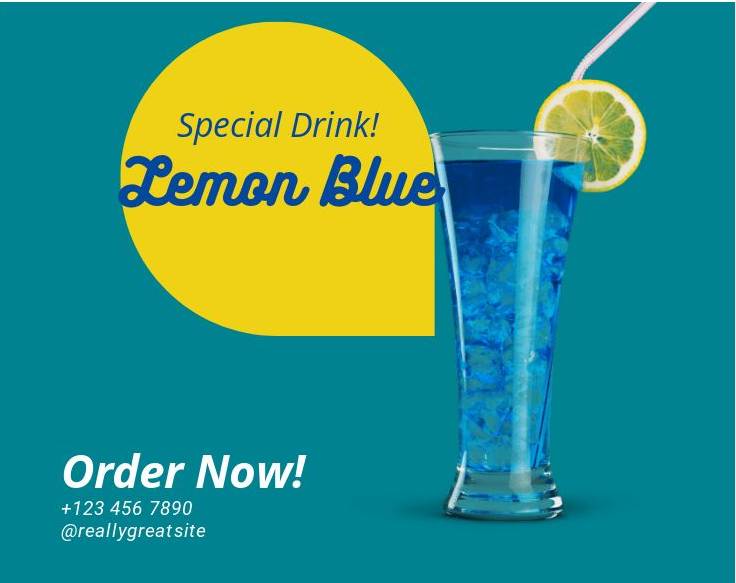 Special Drink!
Lemon Blue
Order Now!
+123 456 7890
@reallygreatsite